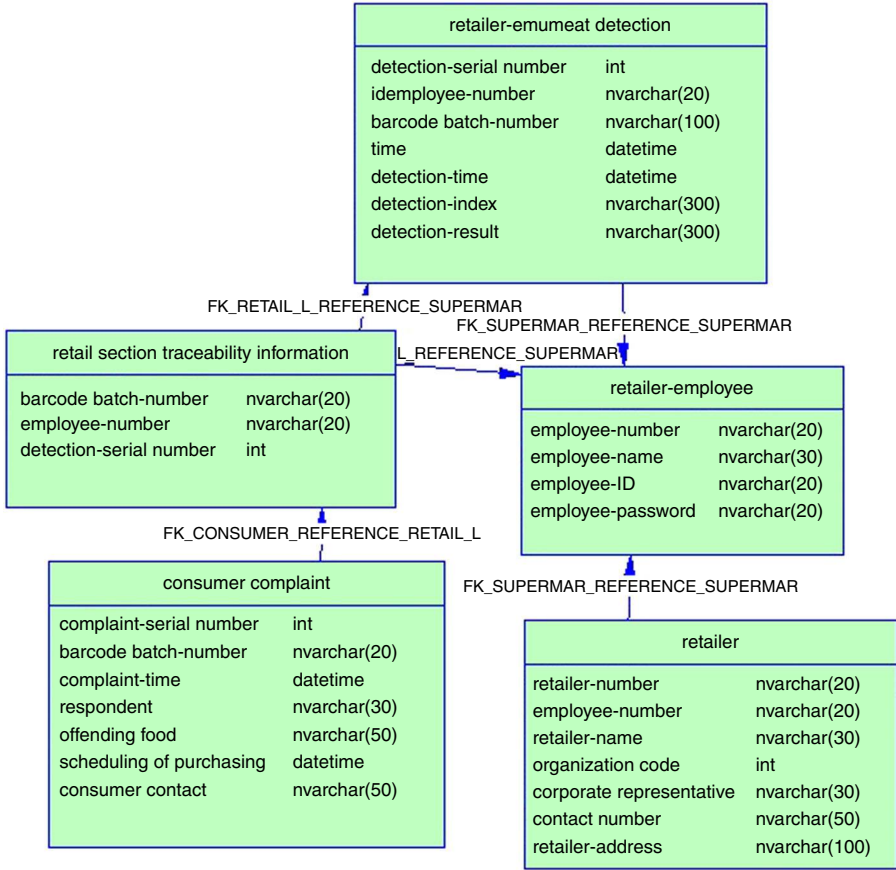 retailer-emumeat detection
detection-serial number int
idemployee-number nvarchar(20)
barcode batch-number nvarchar(100)
time datetime
detection-time datetime
detection-index nvarchar(300)
detection-result nvarchar(300)
FK_RETAIL_L_REFERENCE_SUPERMAR
FK_SUPERMAR_REFERENCE_SUPERMAR
retail section traceability information
barcode batch-number nvarchar(20)
employee-number nvarchar(20)
detection-serial number int
L_REFERENCE_SUPERMAR
retailer-employee
employee-number nvarchar(20)
employee-name nvarchar(30)
employee-ID nvarchar(20)
employee-password nvarchar(20)
FK_CONSUMER_REFERENCE_RETAIL_L
consumer complaint
complaint-serial number int
barcode batch-number nvarchar(20)
complaint-time datetime
respondent nvarchar(30)
offending food nvarchar(50)
scheduling of purchasing datetime
consumer contact nvarchar(50)
FK_SUPERMAR_REFERENCE_SUPERMAR
retailer
retailer-number nvarchar(20)
employee-number nvarchar(20)
retailer-name nvarchar(30)
organization code int
corporate representative nvarchar(30)
contact number nvarchar(50)
retailer-address nvarchar(100)